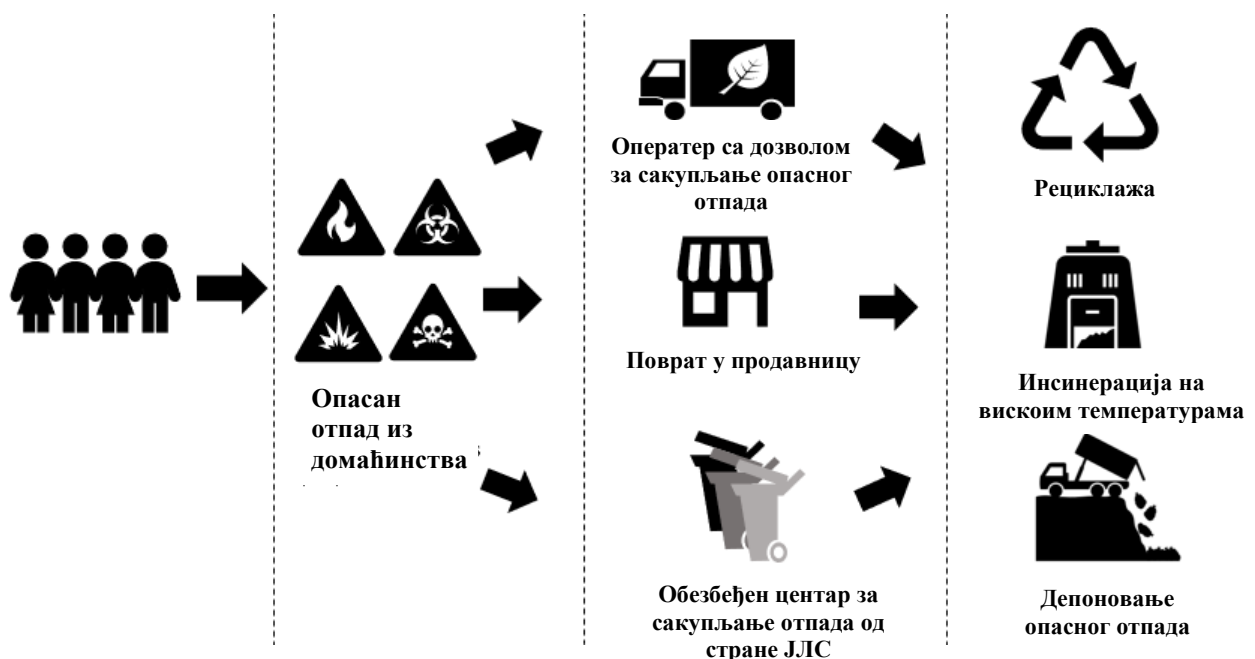 Опасан
отпад из
домаћинства
Оператер са дозволом
за сакупљање опасног
отпада
Поврат у продавницу
Обезбеђен центар за
сакупљање отпада од
стране ЈЛС
Рециклажа
Инсинерација на
вискоим температурама
Депоновање
опасног отпада